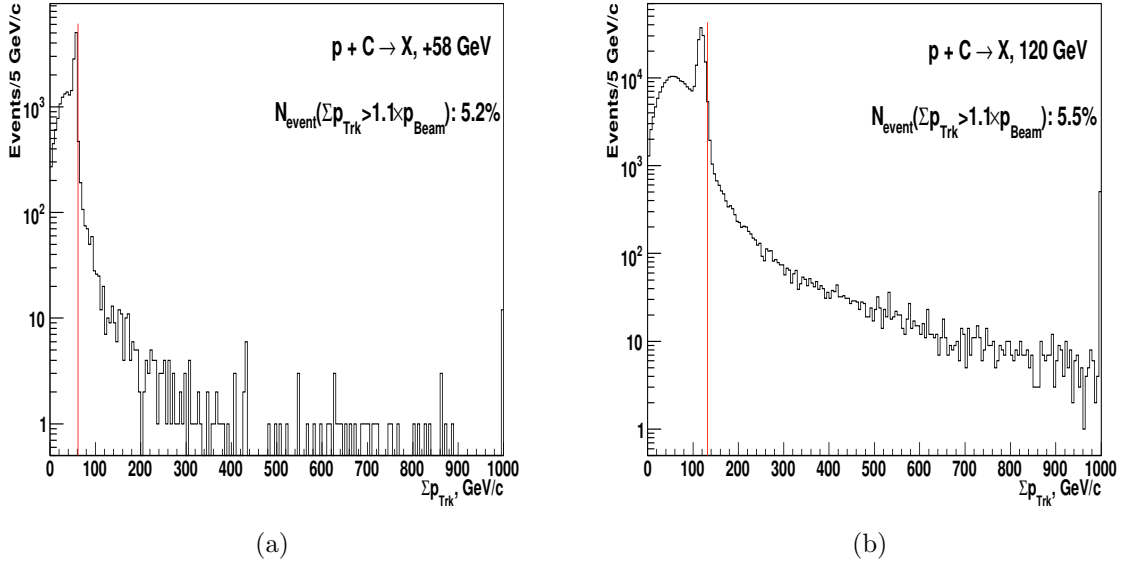 Events/5 GeV/c
10³
10²
10
1
p + C → X, +58 GeV
N_event(Σp_Trk>1.1×p_Beam): 5.2%
0 100 200 300 400 500 600 700 800 900 1000
Σp_Trk, GeV/c
(a)
Events/5 GeV/c
10⁴
10³
10²
10
1
p + C → X, 120 GeV
N_event(Σp_Trk>1.1×p_Beam): 5.5%
0 100 200 300 400 500 600 700 800 900 1000
Σp_Trk, GeV/c
(b)